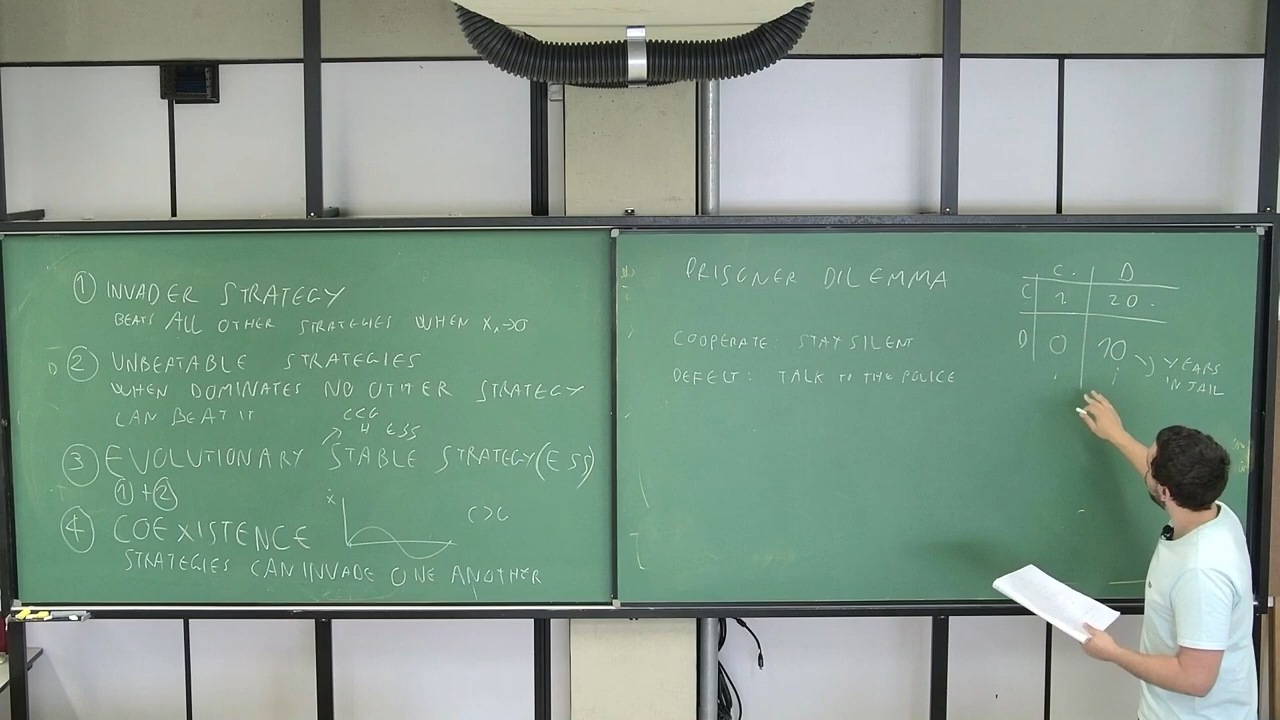 ① INVADER STRATEGY
BEATS ALL OTHER STRATEGIES WHEN X₁→0
② UNBEATABLE STRATEGIES
WHEN DOMINATES NO OTHER STRATEGY
CAN BEAT IT
ESS
③ EVOLUTIONARY STABLE STRATEGY (ESS)
①+②
④ COEXISTENCE
ẋ
STRATEGIES CAN INVADE ONE ANOTHER
PRISONER DILEMMA
COOPERATE: STAY SILENT
DEFECT: TALK TO THE POLICE
C. D
C 1 20.
D 0 10
YEARS
IN JAIL